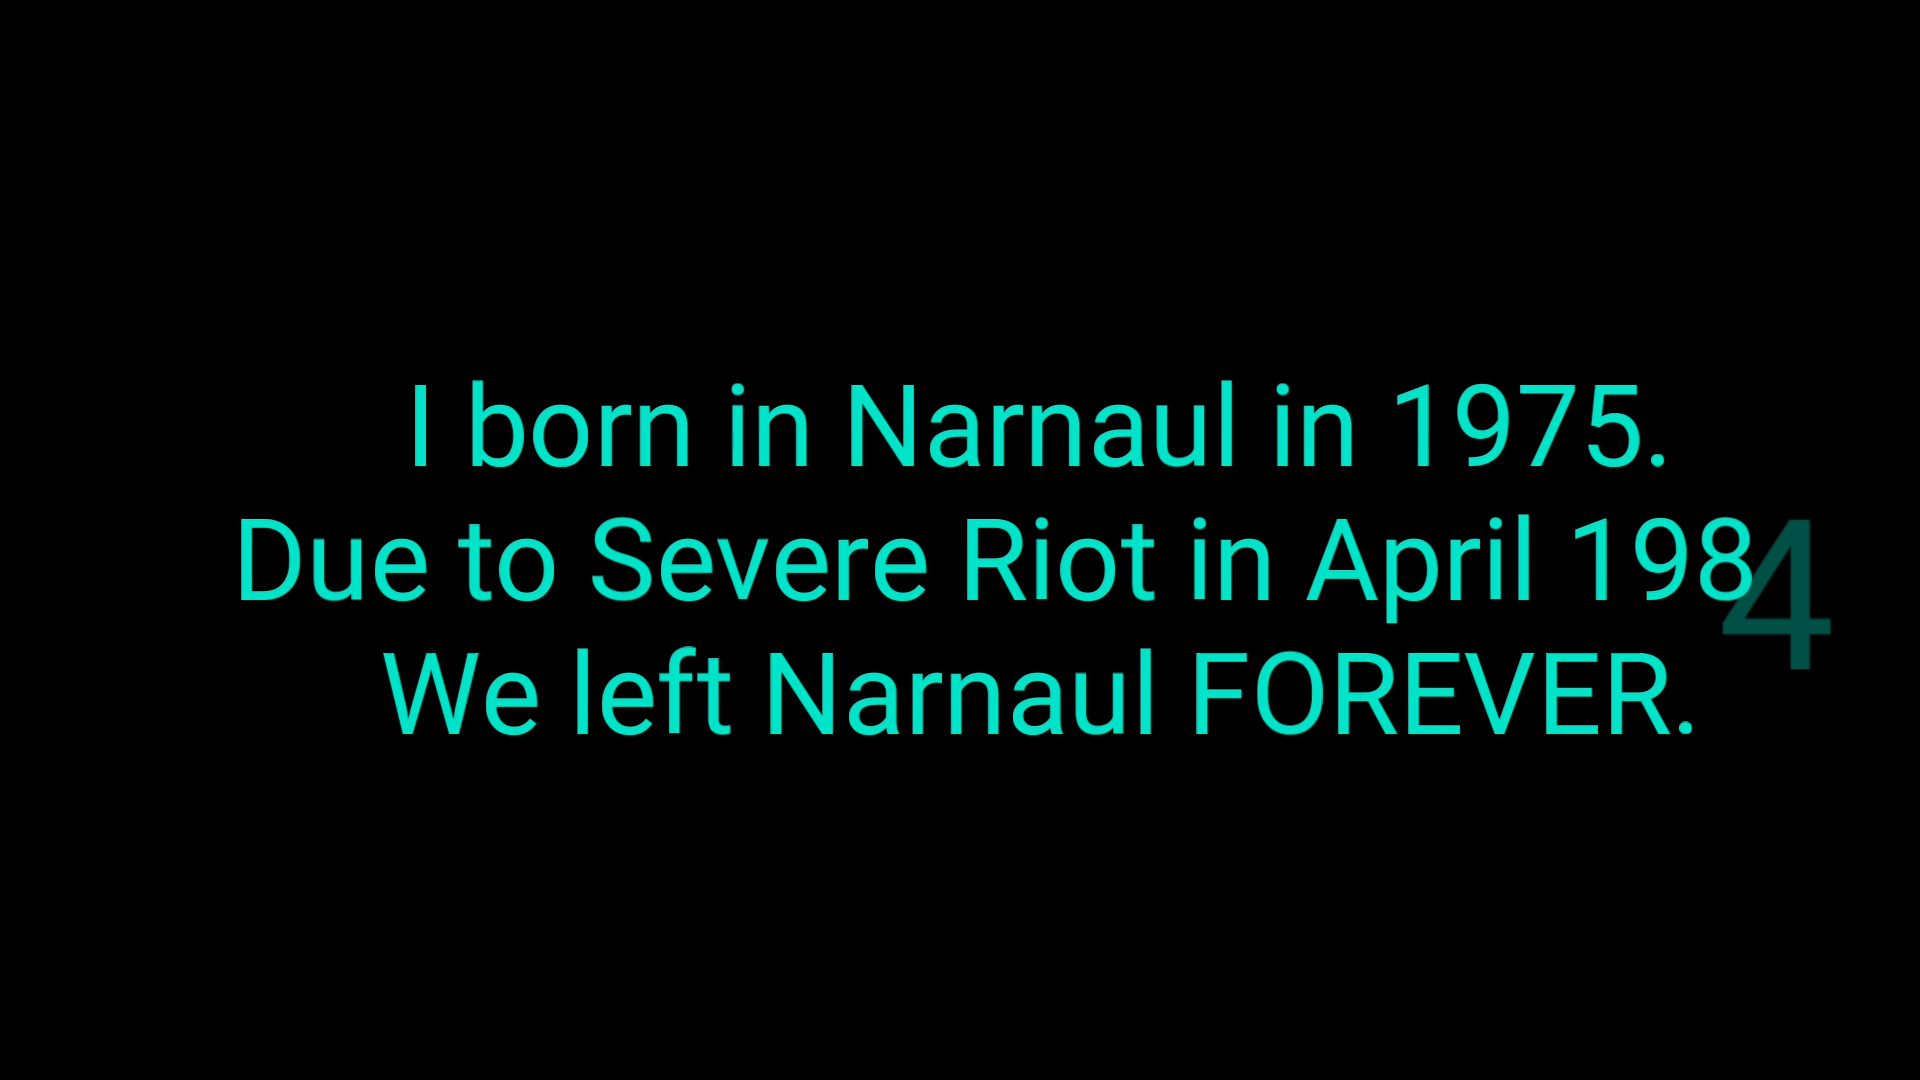 I born in Narnaul in 1975.
Due to Severe Riot in April 1984
We left Narnaul FOREVER.